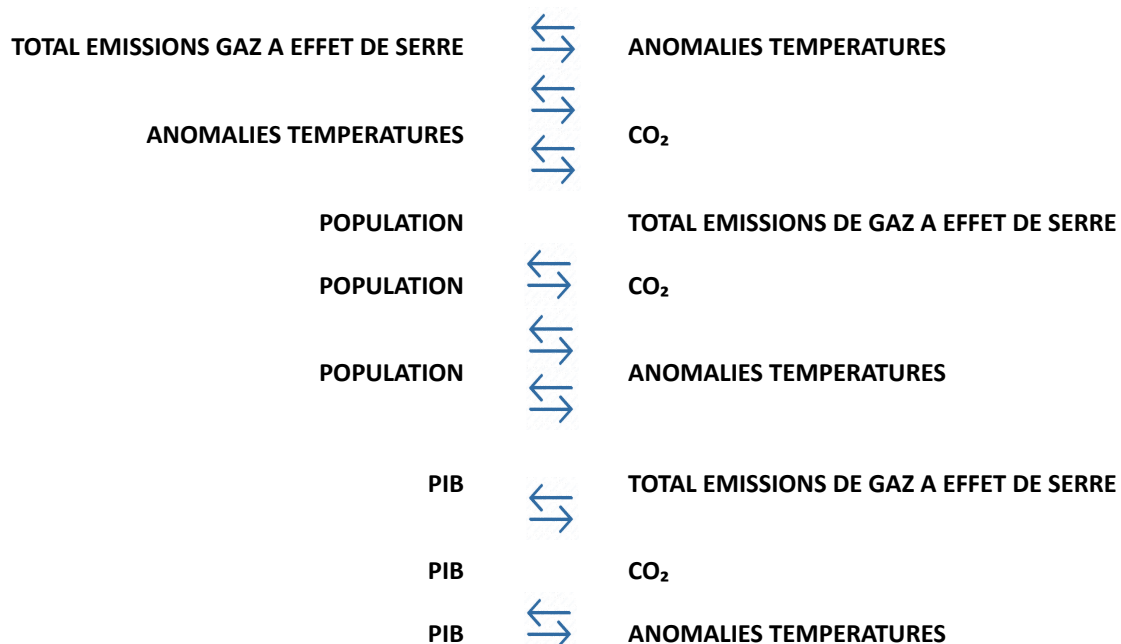 TOTAL EMISSIONS GAZ A EFFET DE SERRE ANOMALIES TEMPERATURES
ANOMALIES TEMPERATURES CO₂
POPULATION TOTAL EMISSIONS DE GAZ A EFFET DE SERRE
POPULATION CO₂
POPULATION ANOMALIES TEMPERATURES
PIB TOTAL EMISSIONS DE GAZ A EFFET DE SERRE
PIB CO₂
PIB ANOMALIES TEMPERATURES